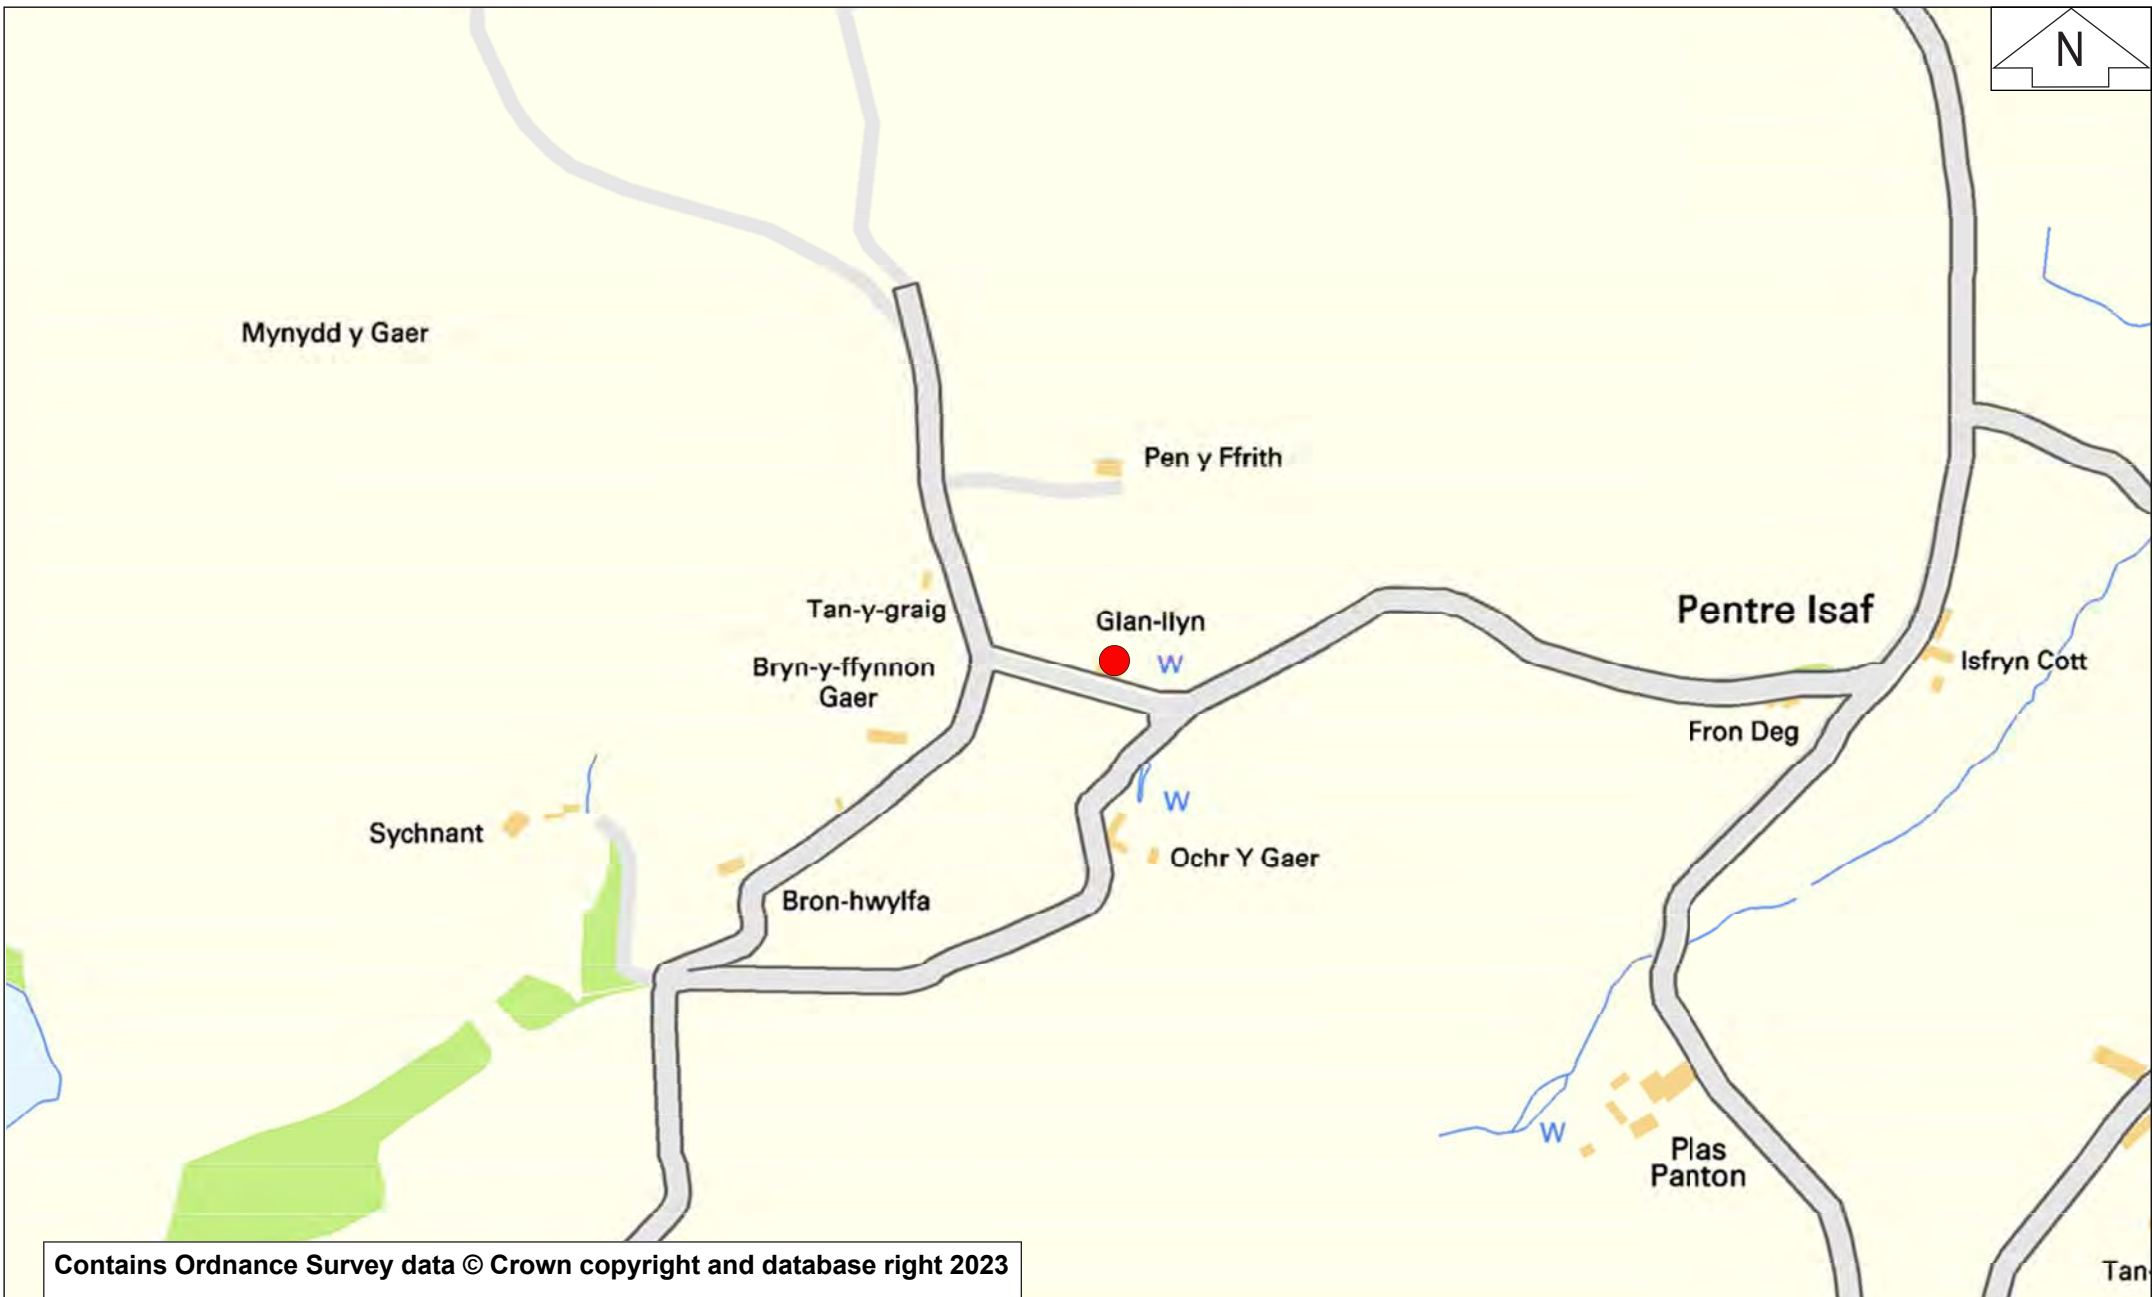 N
Mynydd y Gaer
Pen y Ffrith
Tan-y-graig
Glan-llyn
Pentre Isaf
W
Bryn-y-ffynnon
Gaer
Isfryn Cott
Fron Deg
W
Sychnant
Ochr Y Gaer
Bron-hwylfa
W
Plas
Panton
Contains Ordnance Survey data © Crown copyright and database right 2023
Tan-